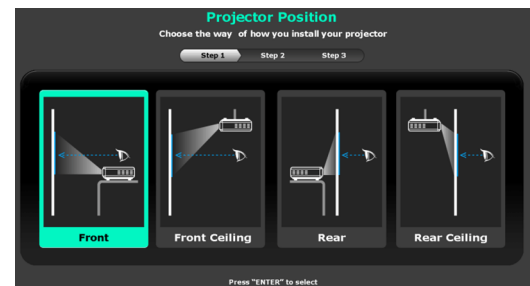 Projector Position
Choose the way of how you install your projector
Step 1 Step 2 Step 3
Front Front Ceiling Rear Rear Ceiling
Press "ENTER" to select